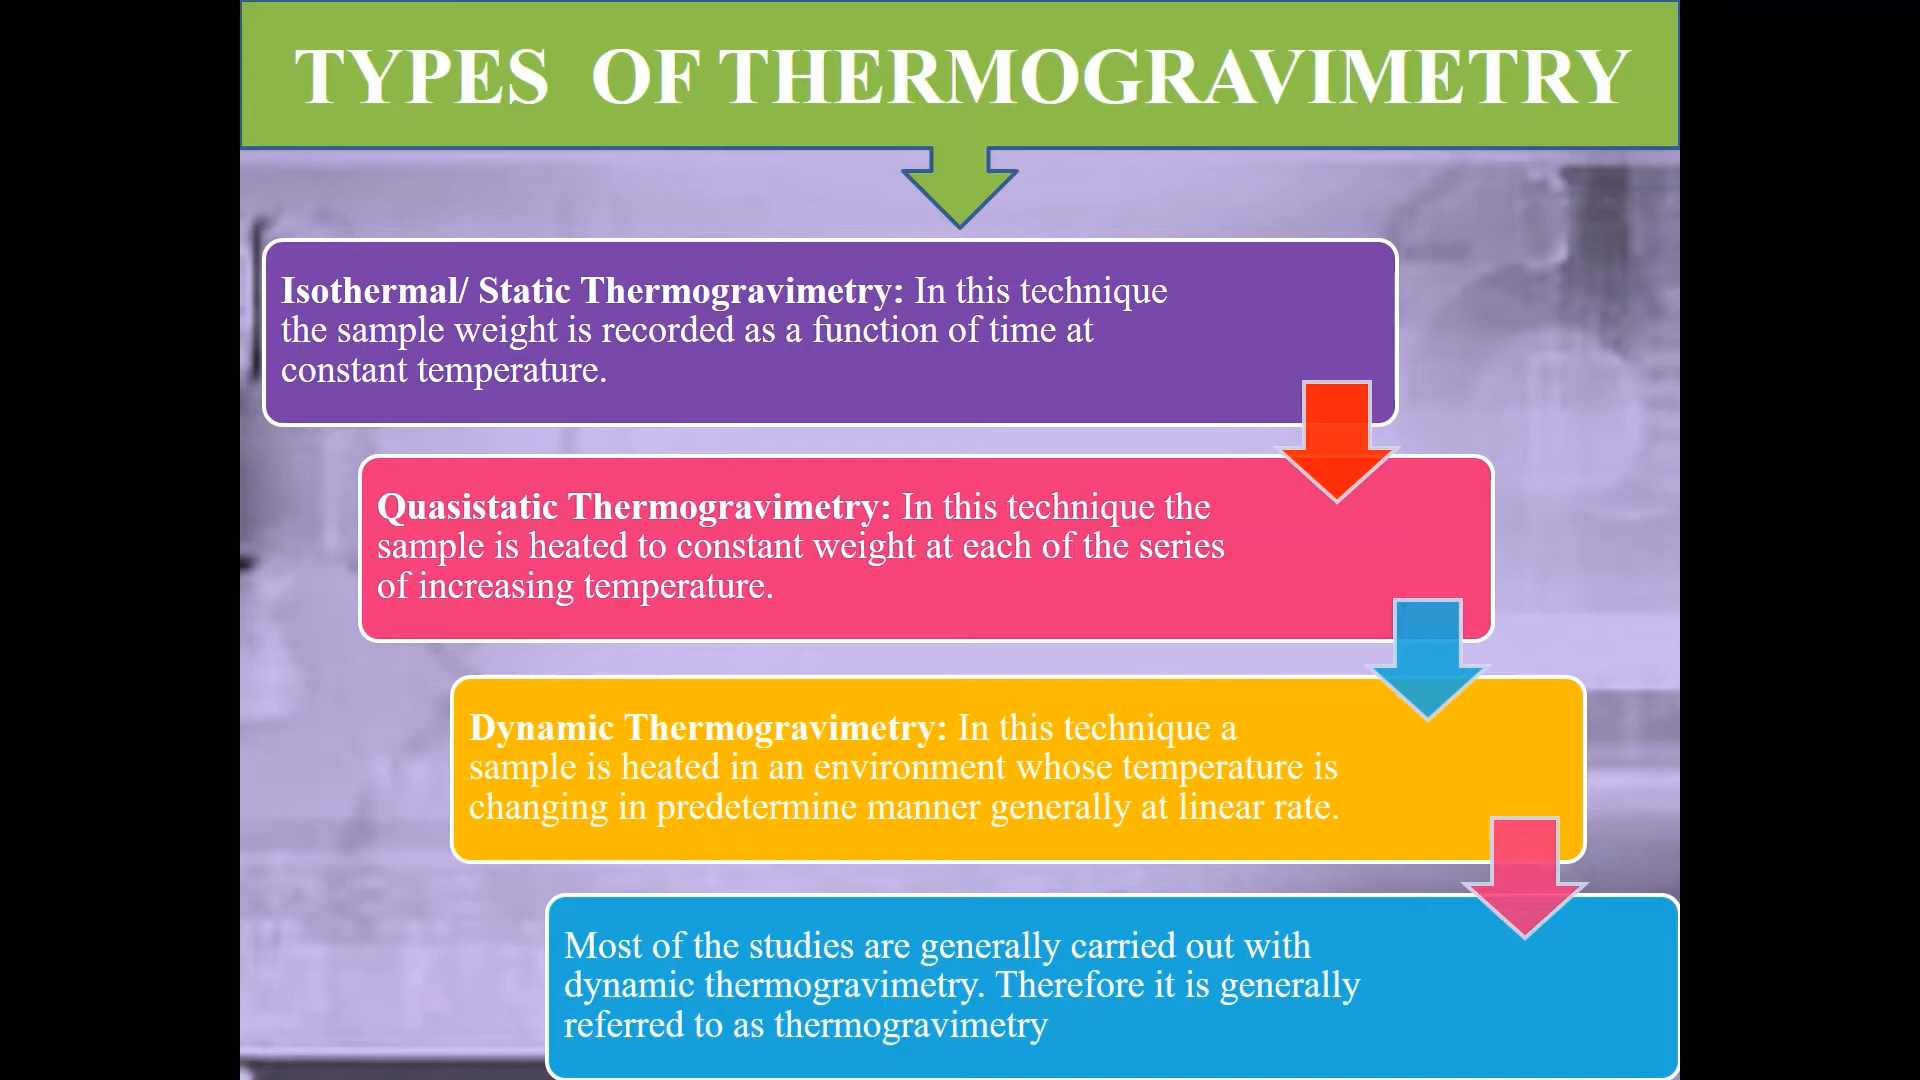 TYPES OF THERMOGRAVIMETRY
Isothermal/ Static Thermogravimetry: In this technique
the sample weight is recorded as a function of time at
constant temperature.
Quasistatic Thermogravimetry: In this technique the
sample is heated to constant weight at each of the series
of increasing temperature.
Dynamic Thermogravimetry: In this technique a
sample is heated in an environment whose temperature is
changing in predetermine manner generally at linear rate.
Most of the studies are generally carried out with
dynamic thermogravimetry. Therefore it is generally
referred to as thermogravimetry